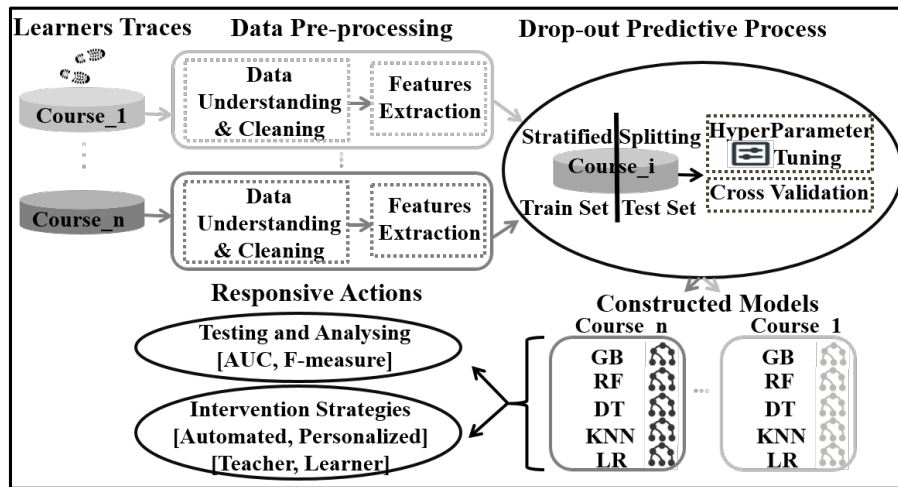 Learners Traces
Data Pre-processing
Drop-out Predictive Process
Course_1
Data
Understanding
& Cleaning
Features
Extraction
Course_n
Data
Understanding
& Cleaning
Features
Extraction
Stratified Splitting
Course_i
Train Set
Test Set
HyperParameter
Tuning
Cross Validation
Responsive Actions
Testing and Analysing
[AUC, F-measure]
Intervention Strategies
[Automated, Personalized]
[Teacher, Learner]
Constructed Models
Course_n
GB
RF
DT
KNN
LR
Course_1
GB
RF
DT
KNN
LR